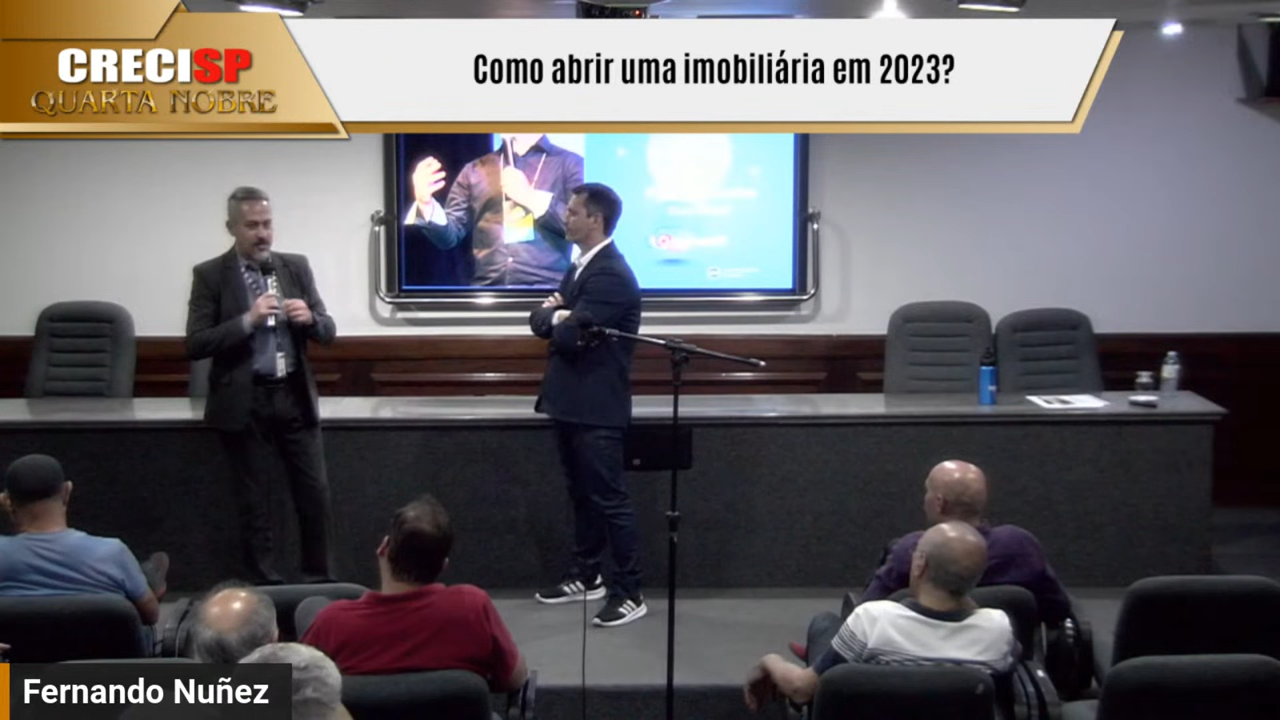 CRECISP
QUARTA NOBRE
Como abrir uma imobiliária em 2023?
Fernando Nuñez